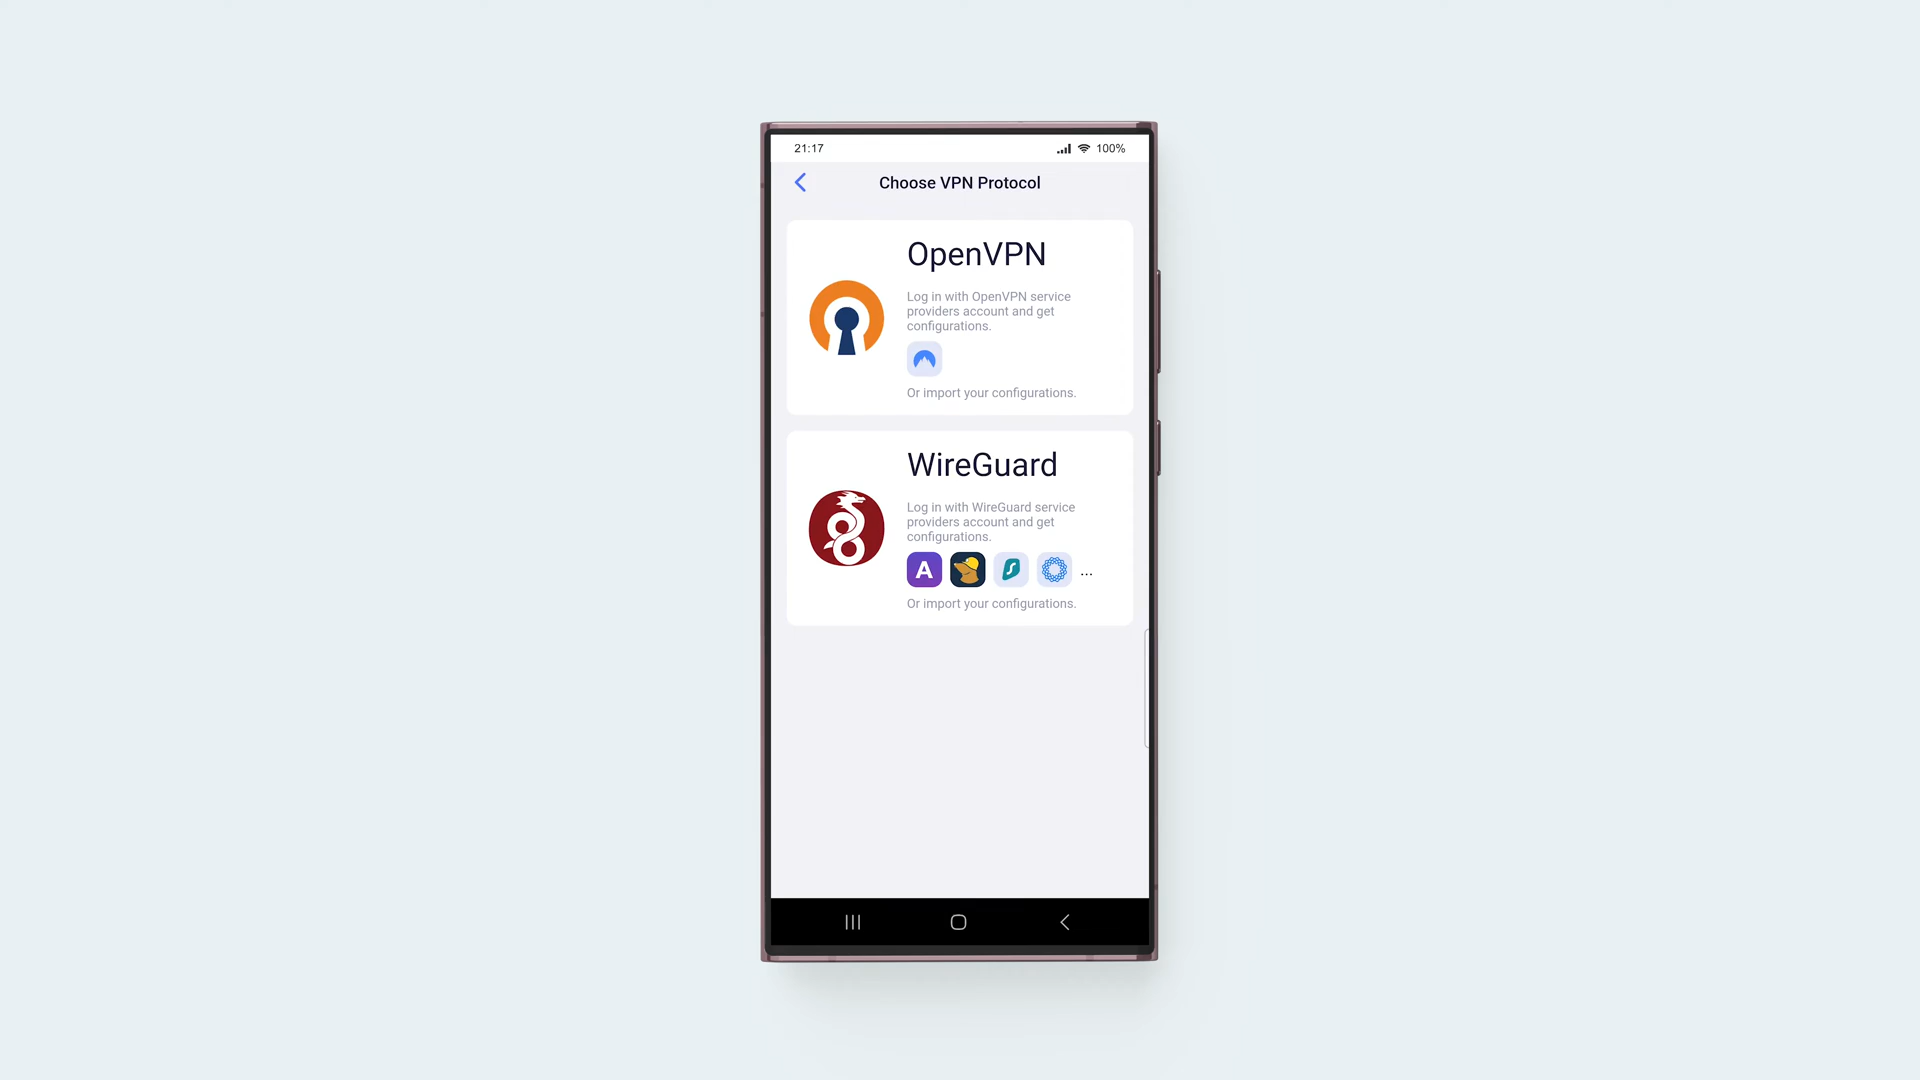 21:17
100%
Choose VPN Protocol
OpenVPN
Log in with OpenVPN service
providers account and get
configurations.
Or import your configurations.
WireGuard
Log in with WireGuard service
providers account and get
configurations.
A
...
Or import your configurations.